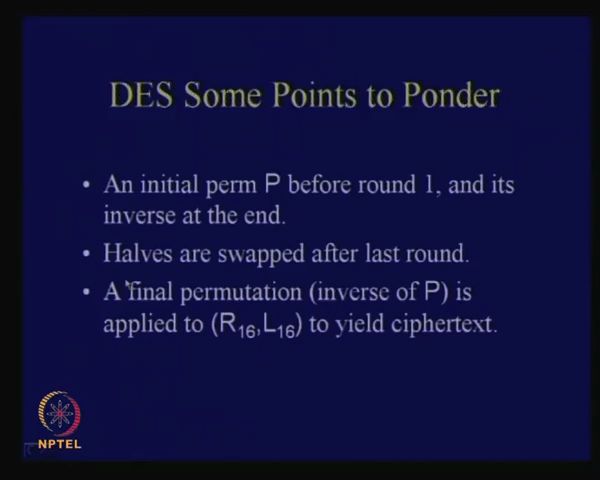 DES Some Points to Ponder
• An initial perm P before round 1, and its
inverse at the end.
• Halves are swapped after last round.
• A final permutation (inverse of P) is
applied to (R16,L16) to yield ciphertext.
NPTEL